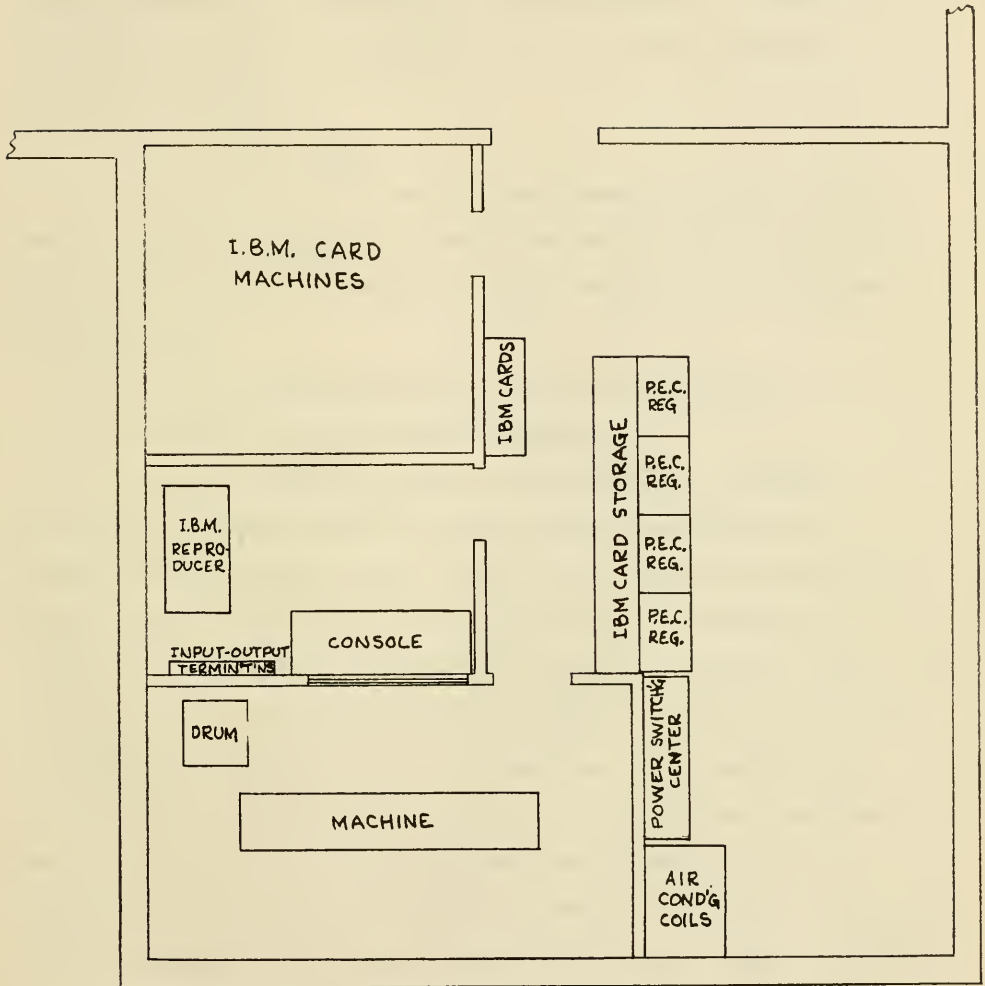 I.B.M. CARD
MACHINES
IBM CARDS
IBM CARD STORAGE
P.E.C.
REG
P.E.C.
REG.
P.E.C.
REG.
P.E.C.
REG.
I.B.M.
REPRO-
DUCER
INPUT-OUTPUT
TERMINT'NS
CONSOLE
DRUM
MACHINE
POWER SWITCH'G
CENTER
AIR
COND'G
COILS